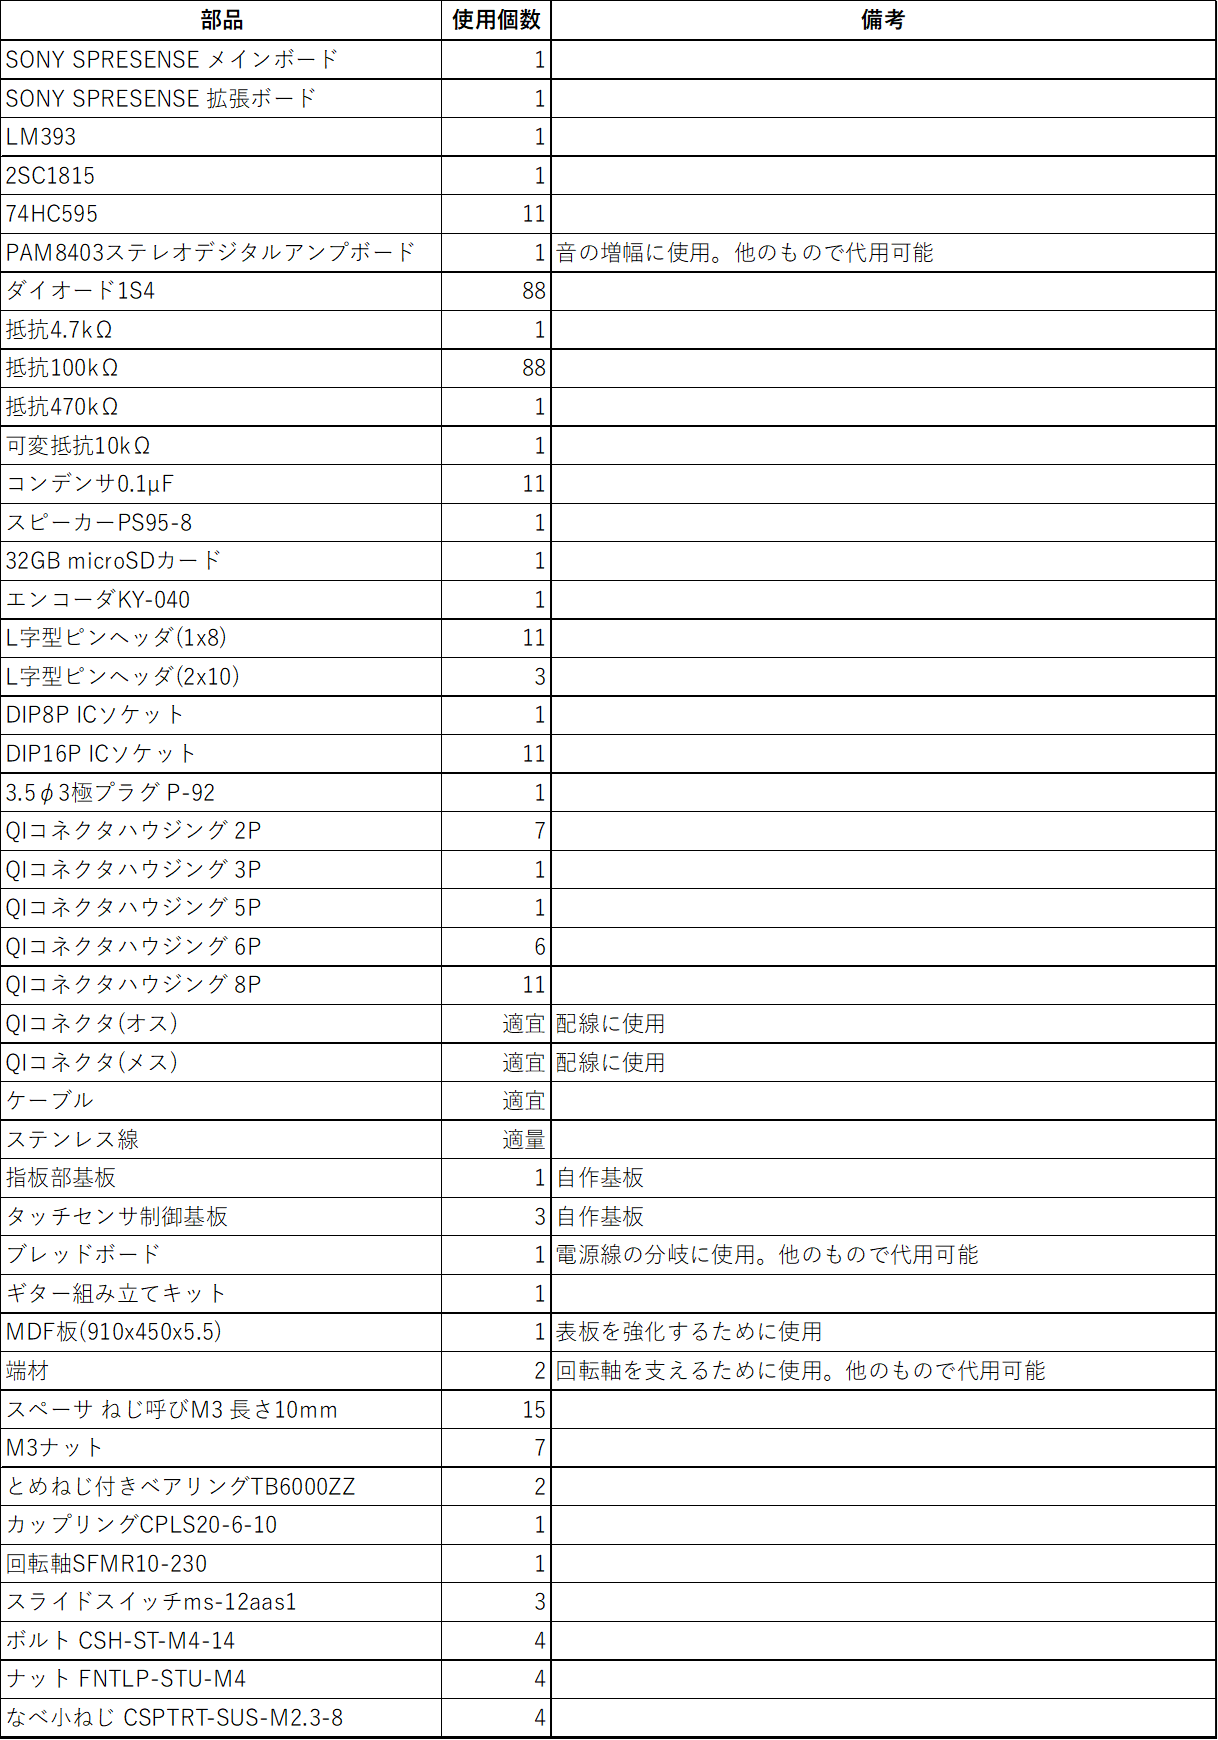 部品 使用個数 備考
SONY SPRESENSE メインボード 1
SONY SPRESENSE 拡張ボード 1
LM393 1
2SC1815 1
74HC595 11
PAM8403ステレオデジタルアンプボード 1 音の増幅に使用。他のもので代用可能
ダイオード1S4 88
抵抗4.7kΩ 1
抵抗100kΩ 88
抵抗470kΩ 1
可変抵抗10kΩ 1
コンデンサ0.1μF 11
スピーカーPS95-8 1
32GB microSDカード 1
エンコーダKY-040 1
L字型ピンヘッダ(1x8) 11
L字型ピンヘッダ(2x10) 3
DIP8P ICソケット 1
DIP16P ICソケット 11
3.5φ3極プラグ P-92 1
QIコネクタハウジング 2P 7
QIコネクタハウジング 3P 1
QIコネクタハウジング 5P 1
QIコネクタハウジング 6P 6
QIコネクタハウジング 8P 11
QIコネクタ(オス) 適宜 配線に使用
QIコネクタ(メス) 適宜 配線に使用
ケーブル 適宜
ステンレス線 適量
指板部基板 1 自作基板
タッチセンサ制御基板 3 自作基板
ブレッドボード 1 電源線の分岐に使用。他のもので代用可能
ギター組み立てキット 1
MDF板(910x450x5.5) 1 表板を強化するために使用
端材 2 回転軸を支えるために使用。他のもので代用可能
スペーサ ねじ呼びM3 長さ10mm 15
M3ナット 7
とめねじ付きベアリングTB6000ZZ 2
カップリングCPLS20-6-10 1
回転軸SFMR10-230 1
スライドスイッチms-12aas1 3
ボルト CSH-ST-M4-14 4
ナット FNTLP-STU-M4 4
なべ小ねじ CSPTRT-SUS-M2.3-8 4